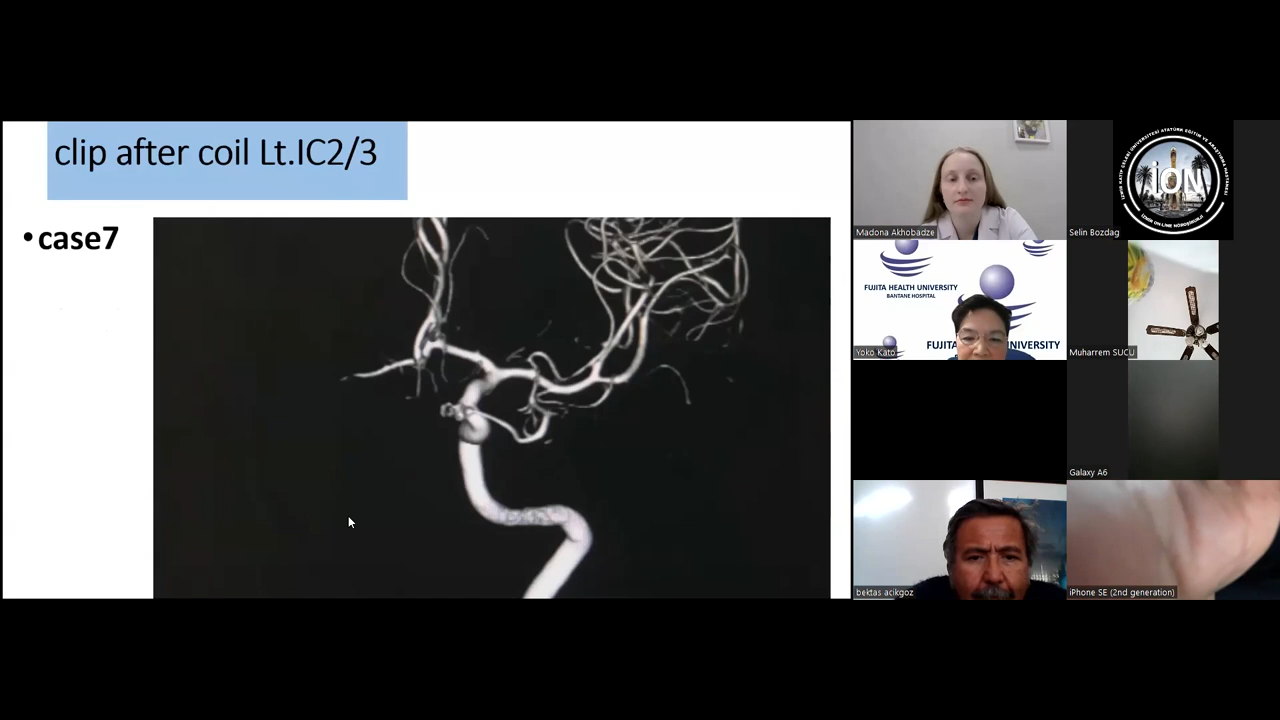 clip after coil Lt.IC2/3
•case7
Madona Akhobadze
Selin Bozdag
İON
FUJITA HEALTH UNIVERSITY
BANTANE HOSPITAL
Yoko Kato
Muharrem SUCU
Galaxy A6
bektas acikgoz
iPhone SE (2nd generation)